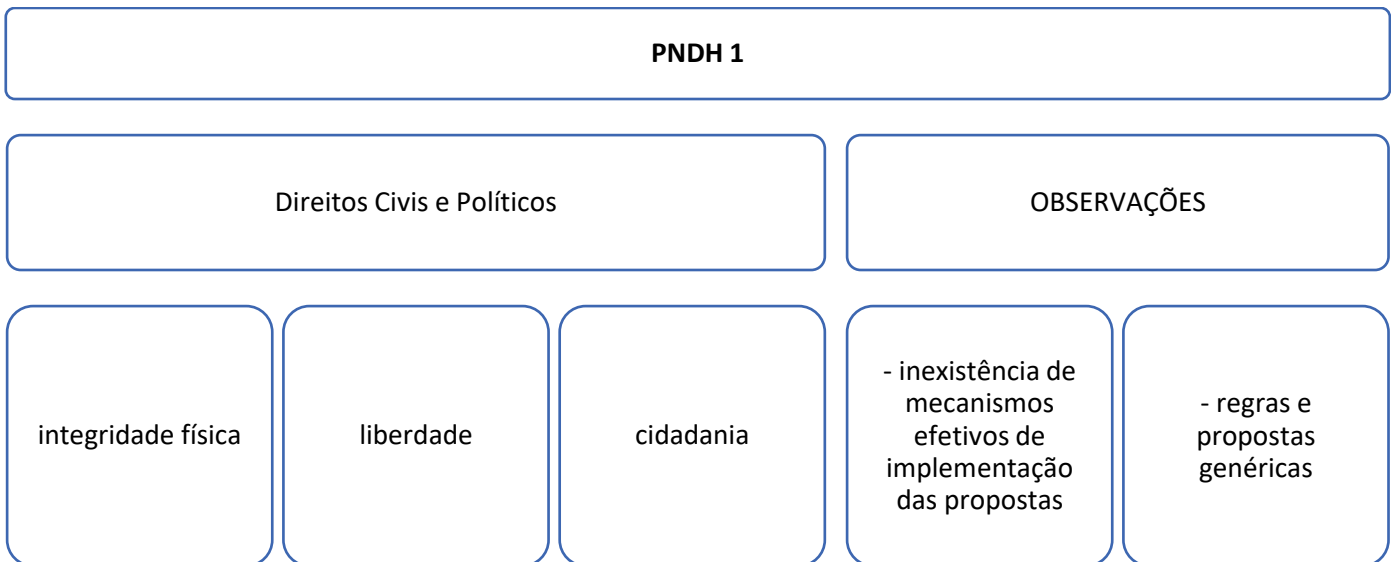 PNDH 1
Direitos Civis e Políticos
OBSERVAÇÕES
integridade física
liberdade
cidadania
- inexistência de
mecanismos
efetivos de
implementação
das propostas
- regras e
propostas
genéricas